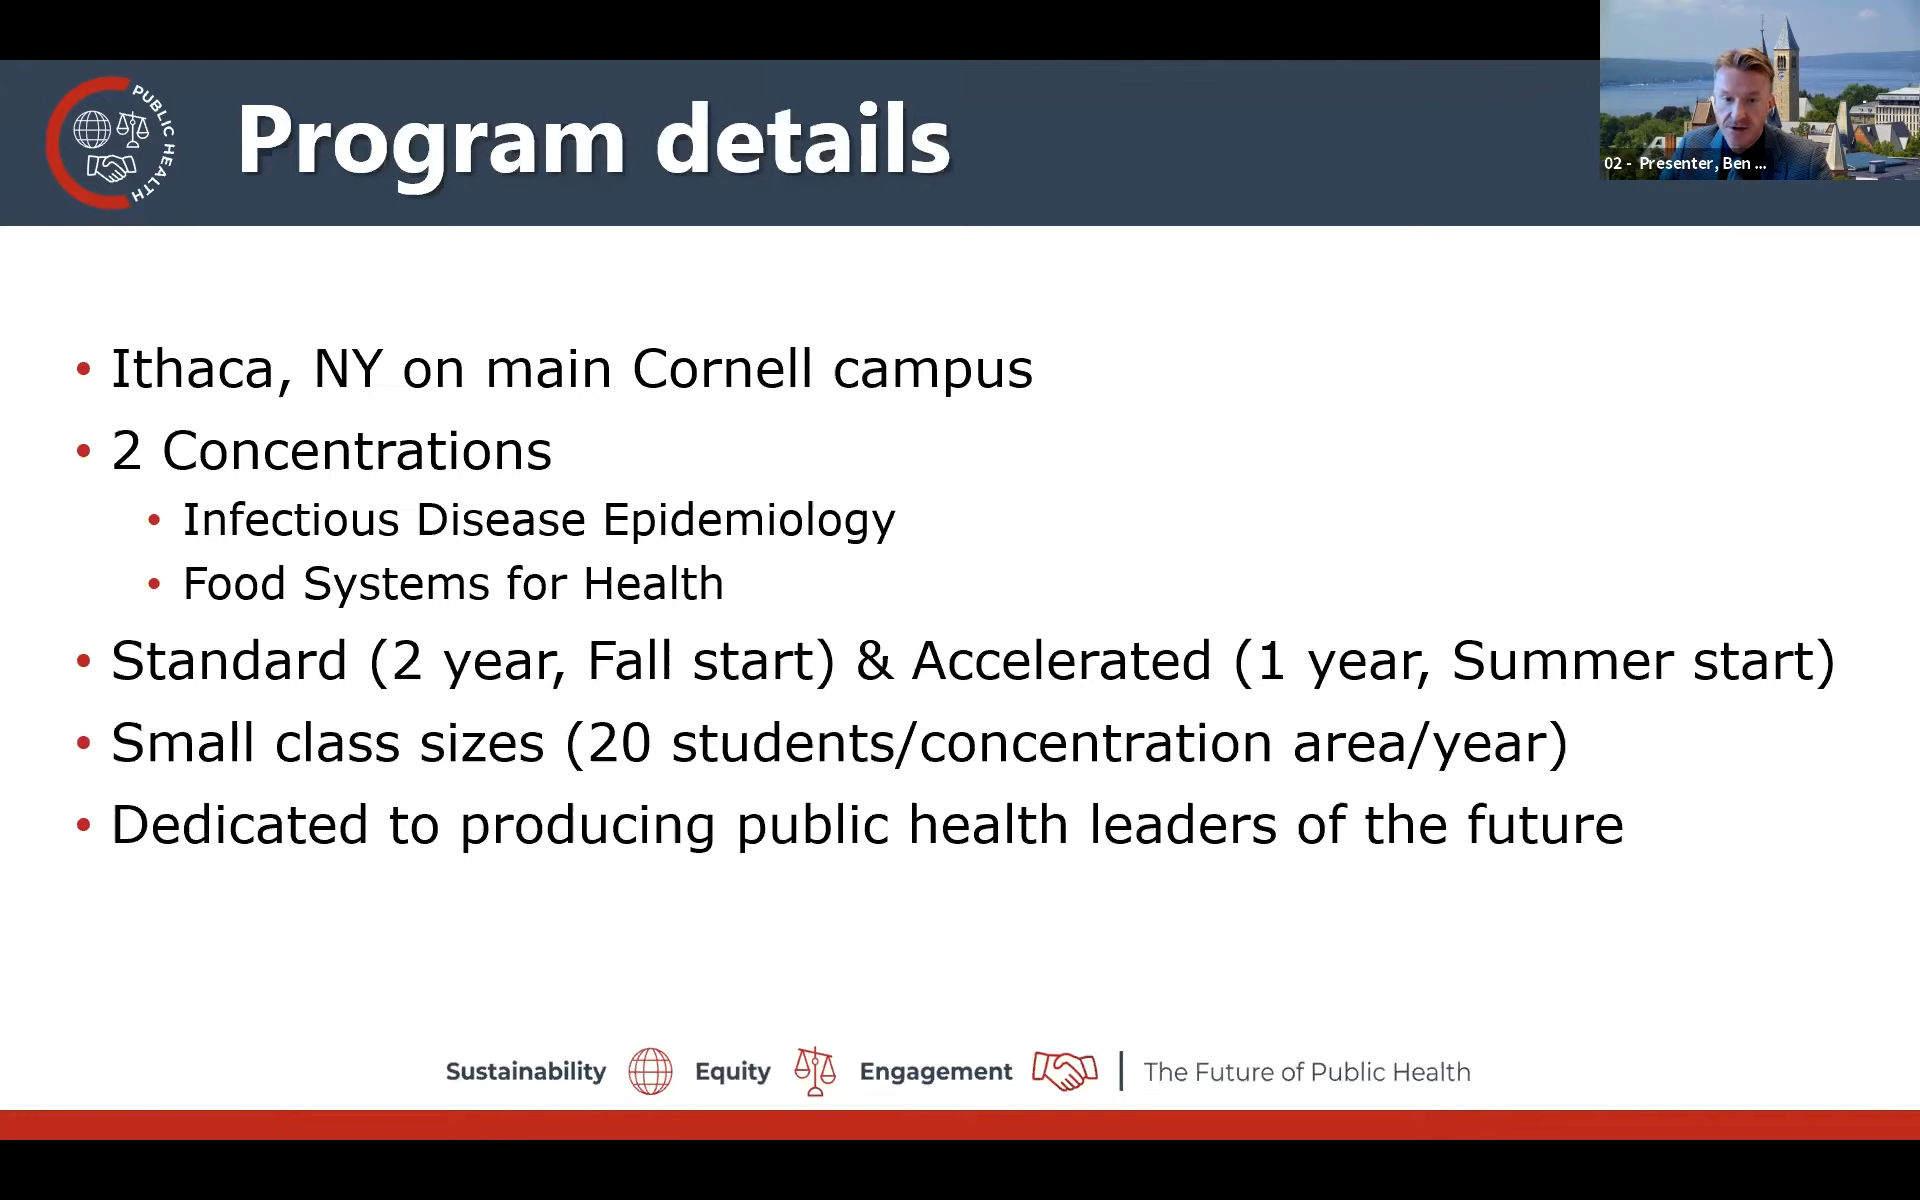 PUBLIC HEALTH
Program details
02 - Presenter, Ben ...
• Ithaca, NY on main Cornell campus
• 2 Concentrations
• Infectious Disease Epidemiology
• Food Systems for Health
• Standard (2 year, Fall start) & Accelerated (1 year, Summer start)
• Small class sizes (20 students/concentration area/year)
• Dedicated to producing public health leaders of the future
Sustainability Equity Engagement | The Future of Public Health